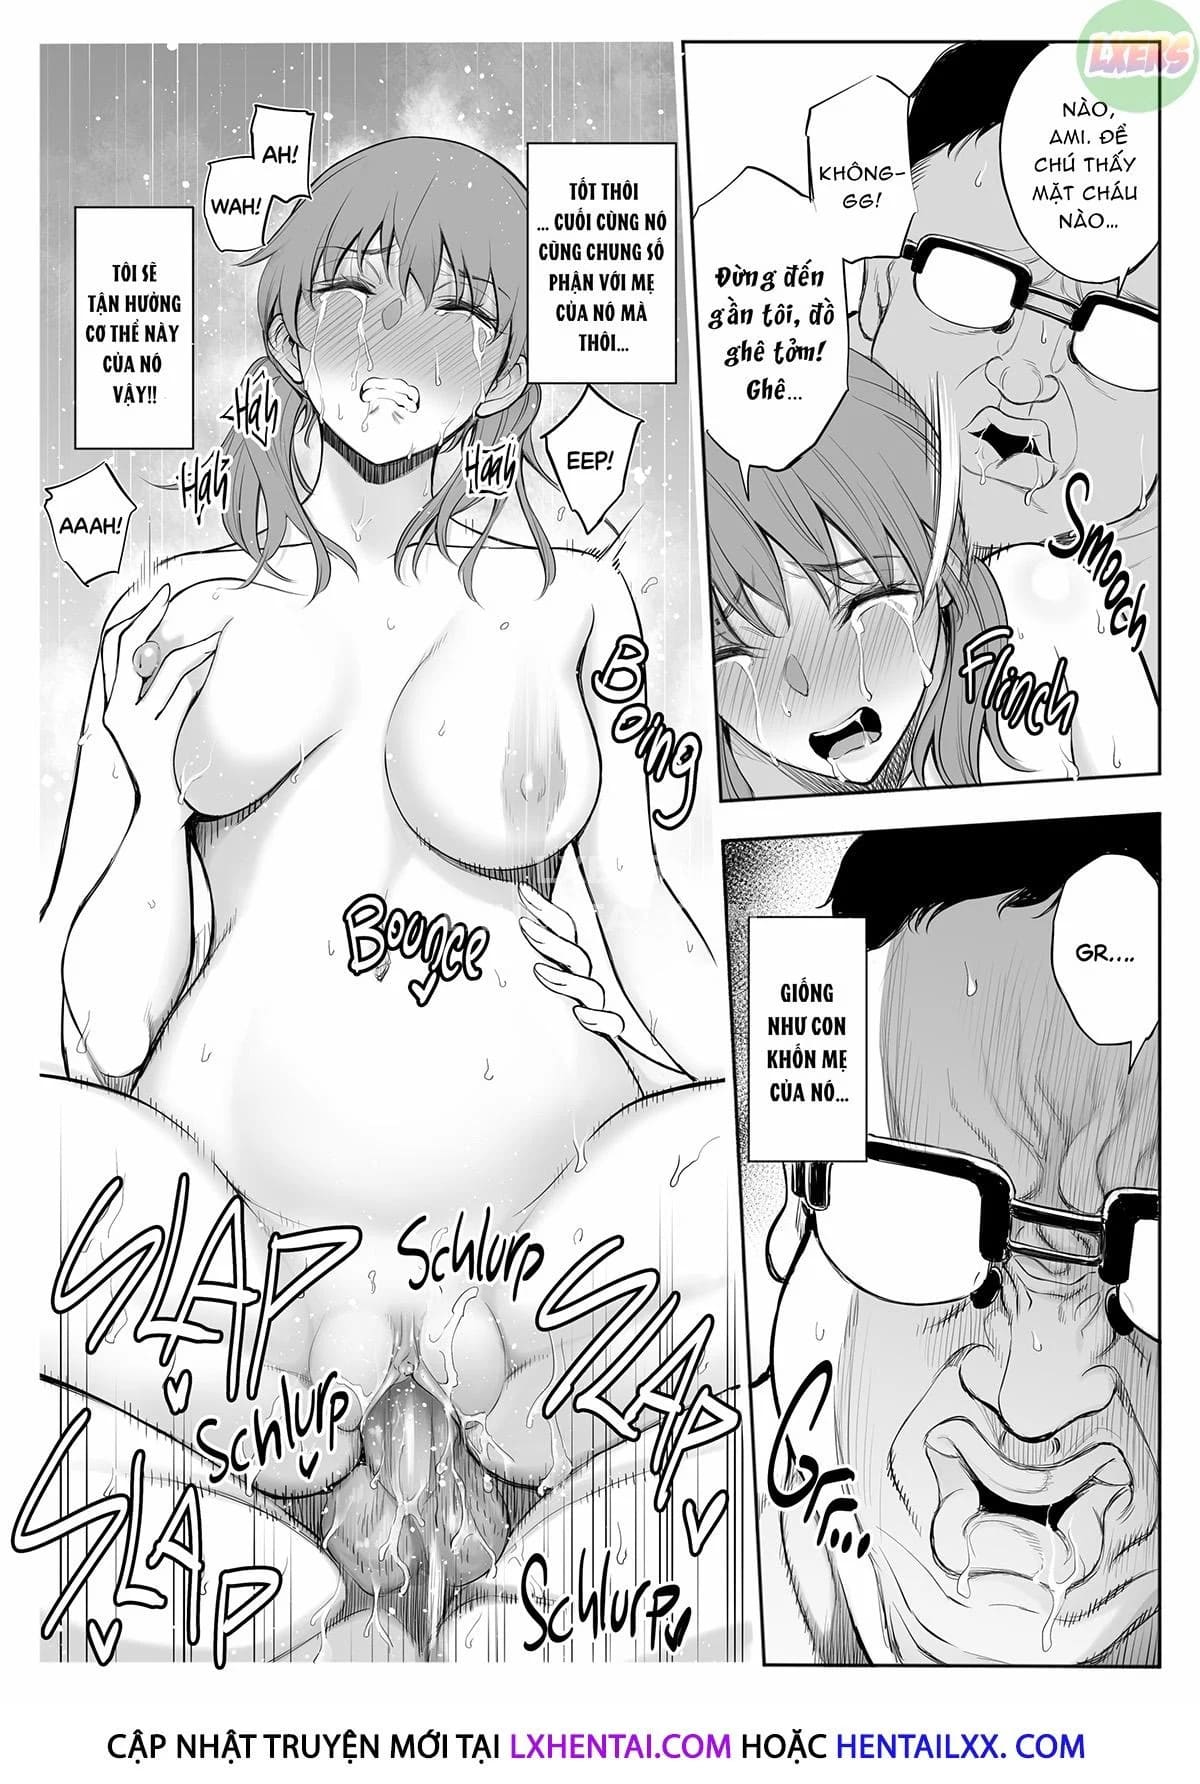 NÀO,
AMI. ĐỂ
CHÚ THẤY
MẶT CHÁU
NÀO...
KHÔNG-
GG!
Đừng đến
gần tôi, đồ
ghê tởm!
Ghê...
Smooch
Flinch
GR....
GIỐNG
NHƯ CON
KHỐN MẸ
CỦA NÓ...
Grr...
TỐT THÔI
... CUỐI CÙNG NÓ
CŨNG CHUNG SỐ
PHẬN VỚI MẸ
CỦA NÓ MÀ
THÔI...
AH!
WAH!
TÔI SẼ
TẬN HƯỞNG
CƠ THỂ NÀY
CỦA NÓ
VẬY!!
Hah
Hah
Haah
EEP!
AAAH!
Boing
Bounce
SLAP
Schlurp
SLAP
Schlurp
SLAP
Schlurp
CẬP NHẬT TRUYỆN MỚI TẠI LXHENTAI.COM HOẶC HENTAILXX. COM
LXERS